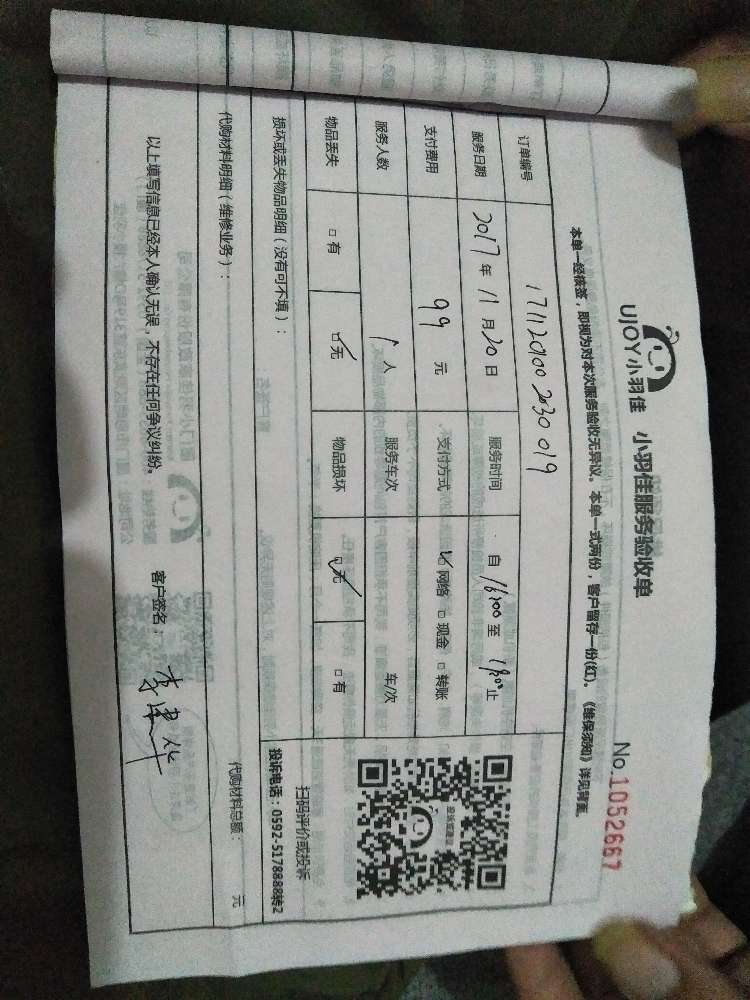 UJOY小羽佳 小羽佳服务验收单
No.1052667
本单一经核签，即视为对本次服务验收无异议。本单一式两份，客户留存一份(红)。《维保须知》详见背面。
订单编号 1711201002030019
服务日期 2017年11月20日 服务时间 自16:00至18:00止
支付费用 99元 支付方式 ☑网络 □现金 □转账
服务人数 1人 服务车次 车/次
物品丢失 □有 ☑无 物品损坏 ☑无 □有
扫码评价或投诉
投诉电话：0592-5178888转2
损坏或丢失物品明细（没有可不填）：
代购材料明细（维修业务）：
代购材料总额： 元
以上填写信息已经本人确认无误，不存在任何争议纠纷。 客户签名：